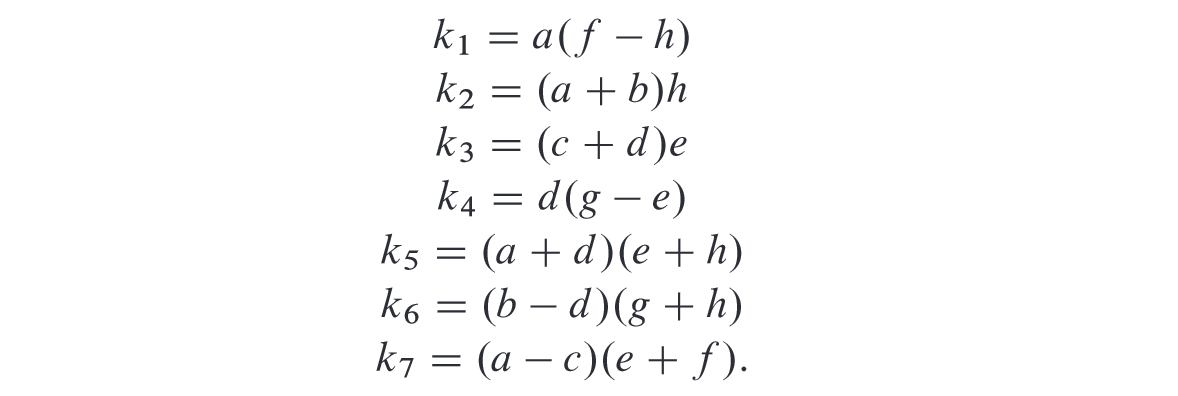 k₁ = a(f − h)
k₂ = (a + b)h
k₃ = (c + d)e
k₄ = d(g − e)
k₅ = (a + d)(e + h)
k₆ = (b − d)(g + h)
k₇ = (a − c)(e + f).